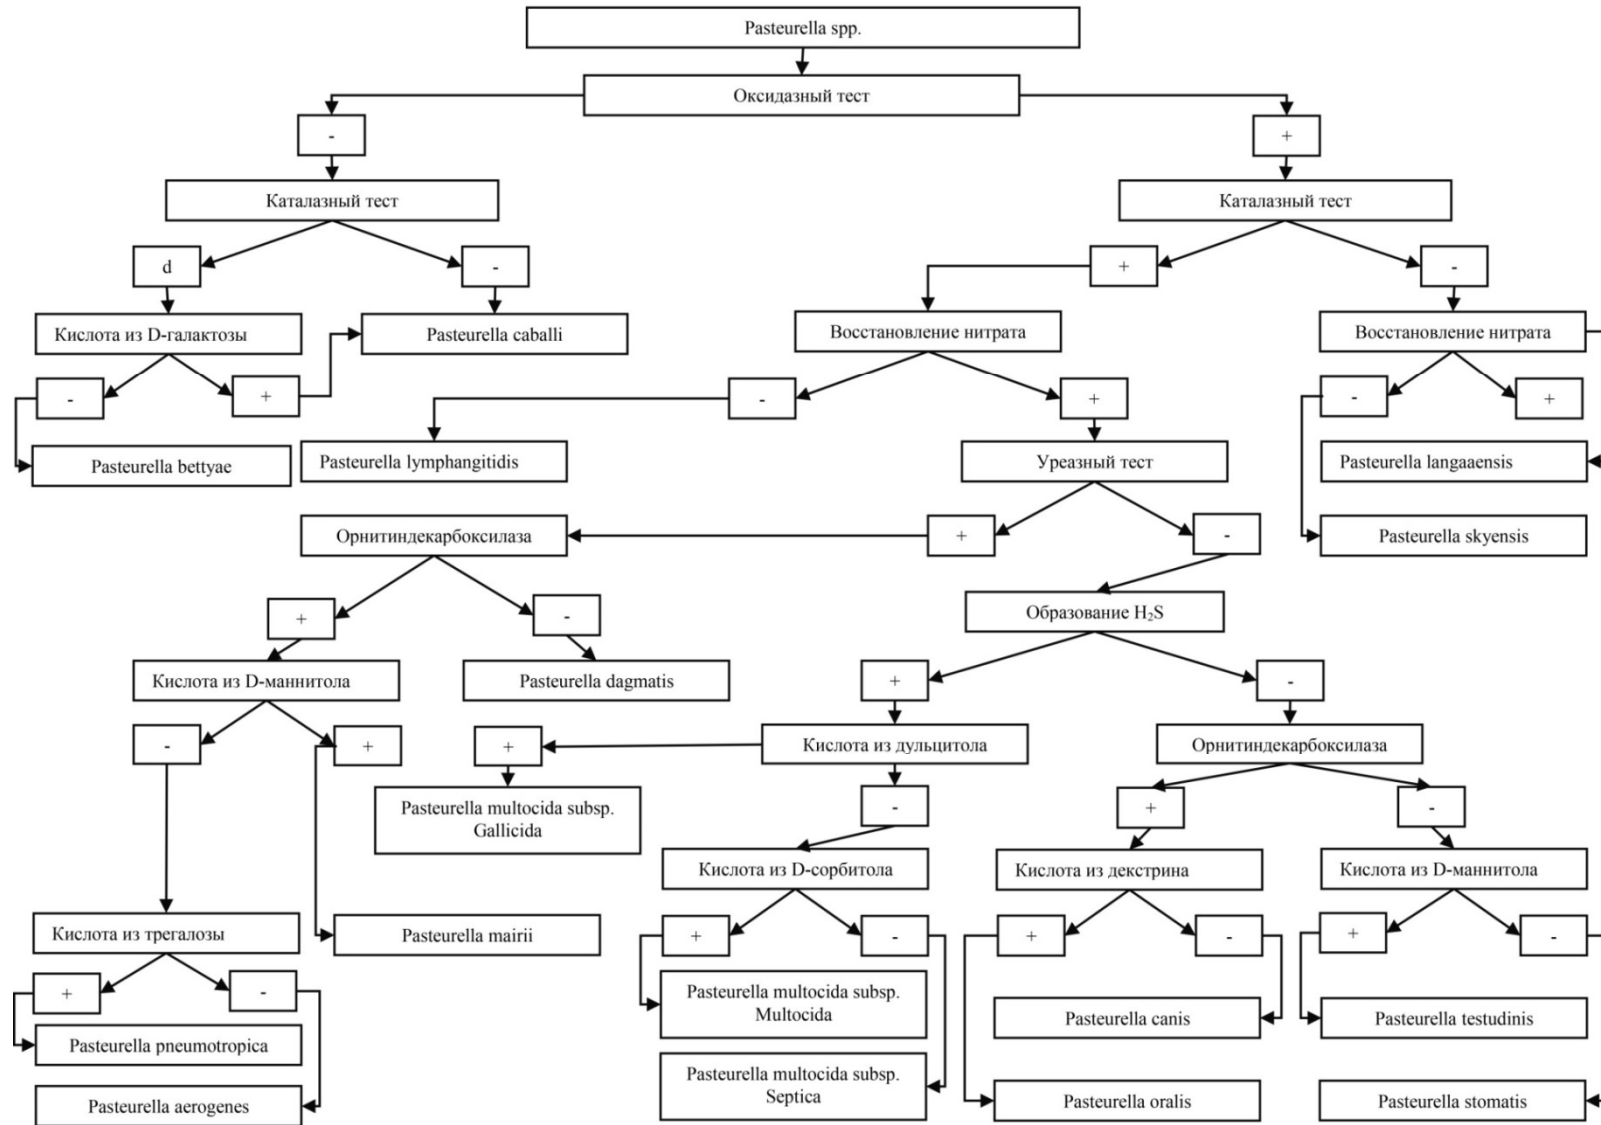 Pasteurella spp.
Оксидазный тест
-
+
Каталазный тест
Каталазный тест
d
-
+
-
Кислота из D-галактозы
Pasteurella caballi
Восстановление нитрата
Восстановление нитрата
-
+
-
+
-
+
Pasteurella bettyae
Pasteurella lymphangitidis
Уреазный тест
Pasteurella langaaensis
Орнитиндекарбоксилаза
+
-
Pasteurella skyensis
+
-
Образование H₂S
Кислота из D-маннитола
Pasteurella dagmatis
+
-
-
+
+
Кислота из дульцитола
Орнитиндекарбоксилаза
Pasteurella multocida subsp.
Gallicida
-
+
-
Кислота из D-сорбитола
Кислота из декстрина
Кислота из D-маннитола
Кислота из трегалозы
Pasteurella mairii
+
-
+
-
+
-
+
-
Pasteurella multocida subsp.
Multocida
Pasteurella canis
Pasteurella testudinis
Pasteurella pneumotropica
Pasteurella multocida subsp.
Septica
Pasteurella aerogenes
Pasteurella oralis
Pasteurella stomatis